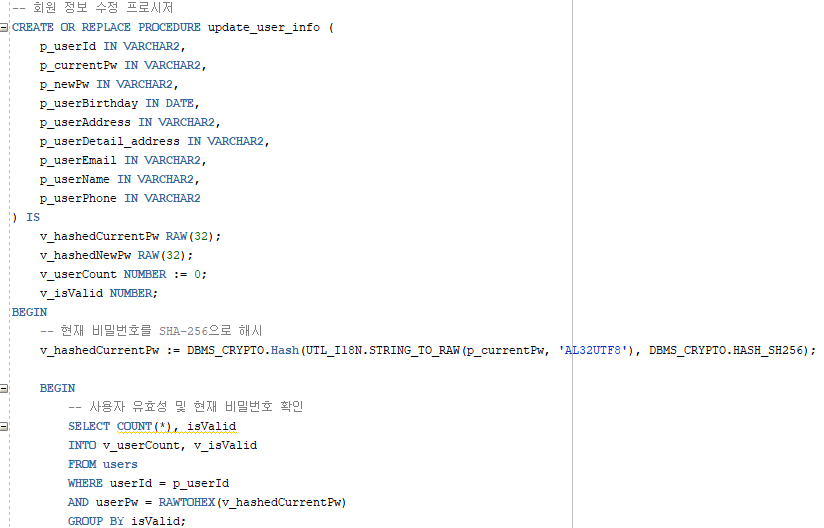 -- 회원 정보 수정 프로시저
CREATE OR REPLACE PROCEDURE update_user_info (
    p_userId IN VARCHAR2,
    p_currentPw IN VARCHAR2,
    p_newPw IN VARCHAR2,
    p_userBirthday IN DATE,
    p_userAddress IN VARCHAR2,
    p_userDetail_address IN VARCHAR2,
    p_userEmail IN VARCHAR2,
    p_userName IN VARCHAR2,
    p_userPhone IN VARCHAR2
) IS
    v_hashedCurrentPw RAW(32);
    v_hashedNewPw RAW(32);
    v_userCount NUMBER := 0;
    v_isValid NUMBER;
BEGIN
    -- 현재 비밀번호를 SHA-256으로 해시
    v_hashedCurrentPw := DBMS_CRYPTO.Hash(UTL_I18N.STRING_TO_RAW(p_currentPw, 'AL32UTF8'), DBMS_CRYPTO.HASH_SH256);
    BEGIN
        -- 사용자 유효성 및 현재 비밀번호 확인
        SELECT COUNT(*), isValid
        INTO v_userCount, v_isValid
        FROM users
        WHERE userId = p_userId
        AND userPw = RAWTOHEX(v_hashedCurrentPw)
        GROUP BY isValid;